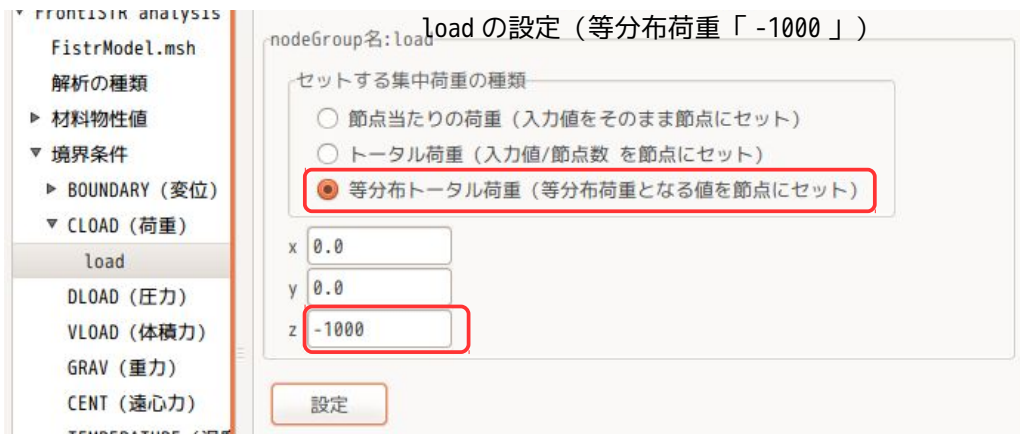 FrontISTR analysis
FistrModel.msh
解析の種類
材料物性値
境界条件
BOUNDARY (変位)
CLOAD (荷重)
load
DLOAD (圧力)
VLOAD (体積力)
GRAV (重力)
CENT (遠心力)
load の設定（等分布荷重「 -1000 」）
nodeGroup名:load
セットする集中荷重の種類
節点当たりの荷重 (入力値をそのまま節点にセット)
トータル荷重 (入力値/節点数 を節点にセット)
等分布トータル荷重 (等分布荷重となる値を節点にセット)
x 0.0
y 0.0
z -1000
設定